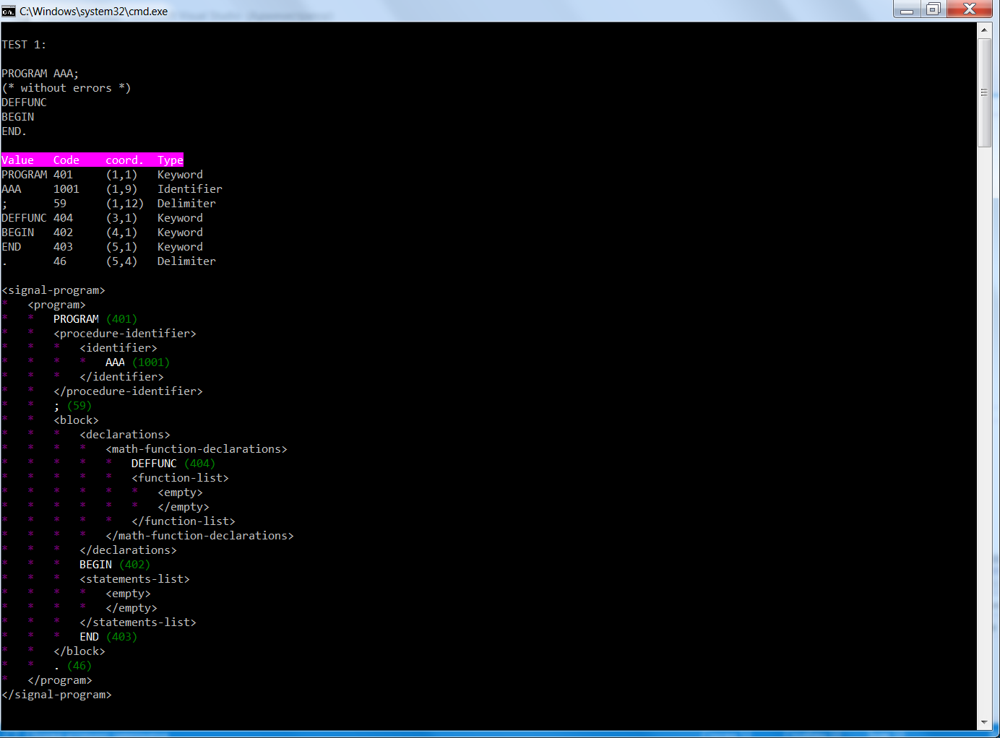 C:\Windows\system32\cmd.exe
TEST 1:
PROGRAM AAA;
(* without errors *)
DEFFUNC
BEGIN
END.
Value Code coord. Type
PROGRAM 401 (1,1) Keyword
AAA 1001 (1,9) Identifier
; 59 (1,12) Delimiter
DEFFUNC 404 (3,1) Keyword
BEGIN 402 (4,1) Keyword
END 403 (5,1) Keyword
. 46 (5,4) Delimiter
<signal-program>
* <program>
* * PROGRAM (401)
* * <procedure-identifier>
* * * <identifier>
* * * * AAA (1001)
* * * </identifier>
* * </procedure-identifier>
* * ; (59)
* * <block>
* * * <declarations>
* * * * <math-function-declarations>
* * * * * DEFFUNC (404)
* * * * * <function-list>
* * * * * * <empty>
* * * * * * </empty>
* * * * * </function-list>
* * * * </math-function-declarations>
* * * </declarations>
* * * BEGIN (402)
* * * <statements-list>
* * * * <empty>
* * * * </empty>
* * * </statements-list>
* * * END (403)
* * </block>
* * . (46)
* </program>
</signal-program>